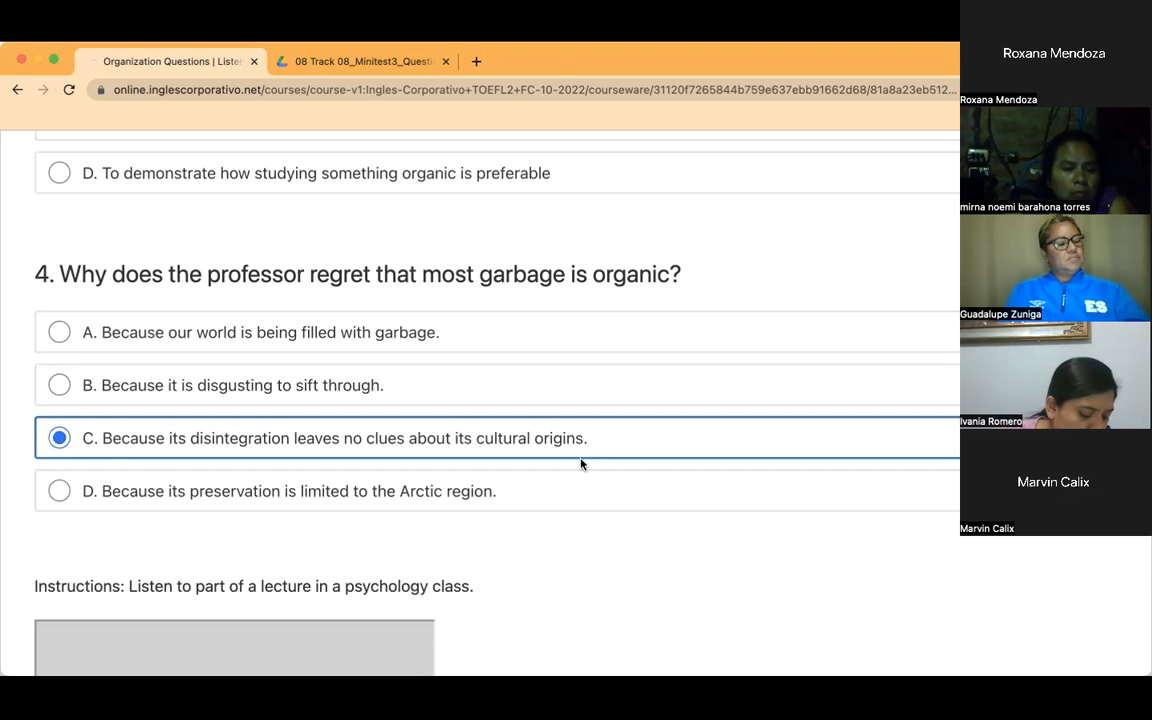 Organization Questions | Liste
08 Track 08_Minitest3_Questi
online.inglescorporativo.net/courses/course-v1:Ingles-Corporativo+TOEFL2+FC-10-2022/courseware/31120f7265844b759e637ebb91662d68/81a8a23eb512...
D. To demonstrate how studying something organic is preferable
4. Why does the professor regret that most garbage is organic?
A. Because our world is being filled with garbage.
B. Because it is disgusting to sift through.
C. Because its disintegration leaves no clues about its cultural origins.
D. Because its preservation is limited to the Arctic region.
Instructions: Listen to part of a lecture in a psychology class.
Roxana Mendoza
Roxana Mendoza
mirna noemi barahona torres
ES
Guadalupe Zuniga
Ivania Romero
Marvin Calix
Marvin Calix